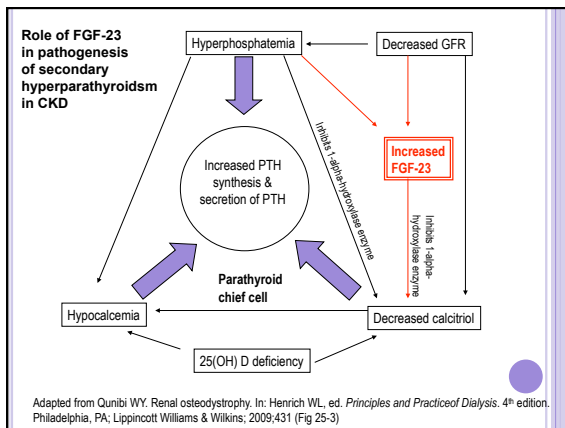 Role of FGF-23
in pathogenesis
of secondary
hyperparathyroidsm
in CKD
Hyperphosphatemia
Decreased GFR
Increased PTH
synthesis &
secretion of PTH
Inhibits 1-alpha-hydroxylase enzyme
Increased
FGF-23
Inhibits 1-alpha-
hydroxylase enzyme
Parathyroid
chief cell
Hypocalcemia
Decreased calcitriol
25(OH) D deficiency
Adapted from Qunibi WY. Renal osteodystrophy. In: Henrich WL, ed. Principles and Practiceof Dialysis. 4th edition.
Philadelphia, PA; Lippincott Williams & Wilkins; 2009;431 (Fig 25-3)